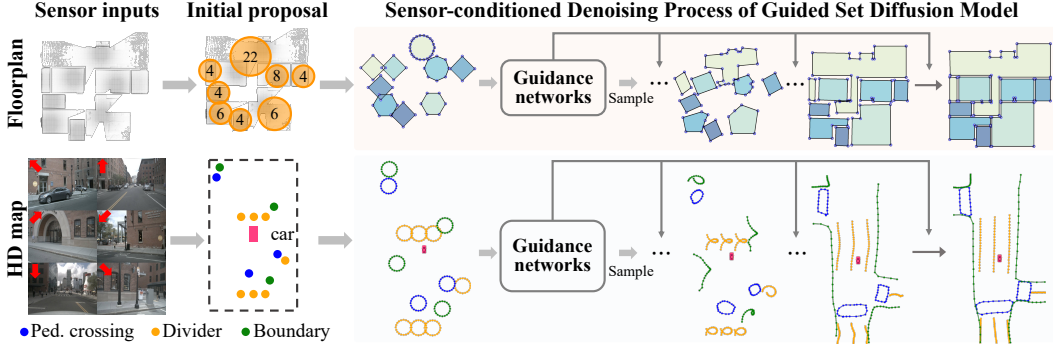 Sensor inputs
Initial proposal
Sensor-conditioned Denoising Process of Guided Set Diffusion Model
Floorplan
22
4
8
4
4
6
4
6
Guidance
networks
Sample
...
...
HD map
car
Guidance
networks
Sample
...
...
Ped. crossing
Divider
Boundary